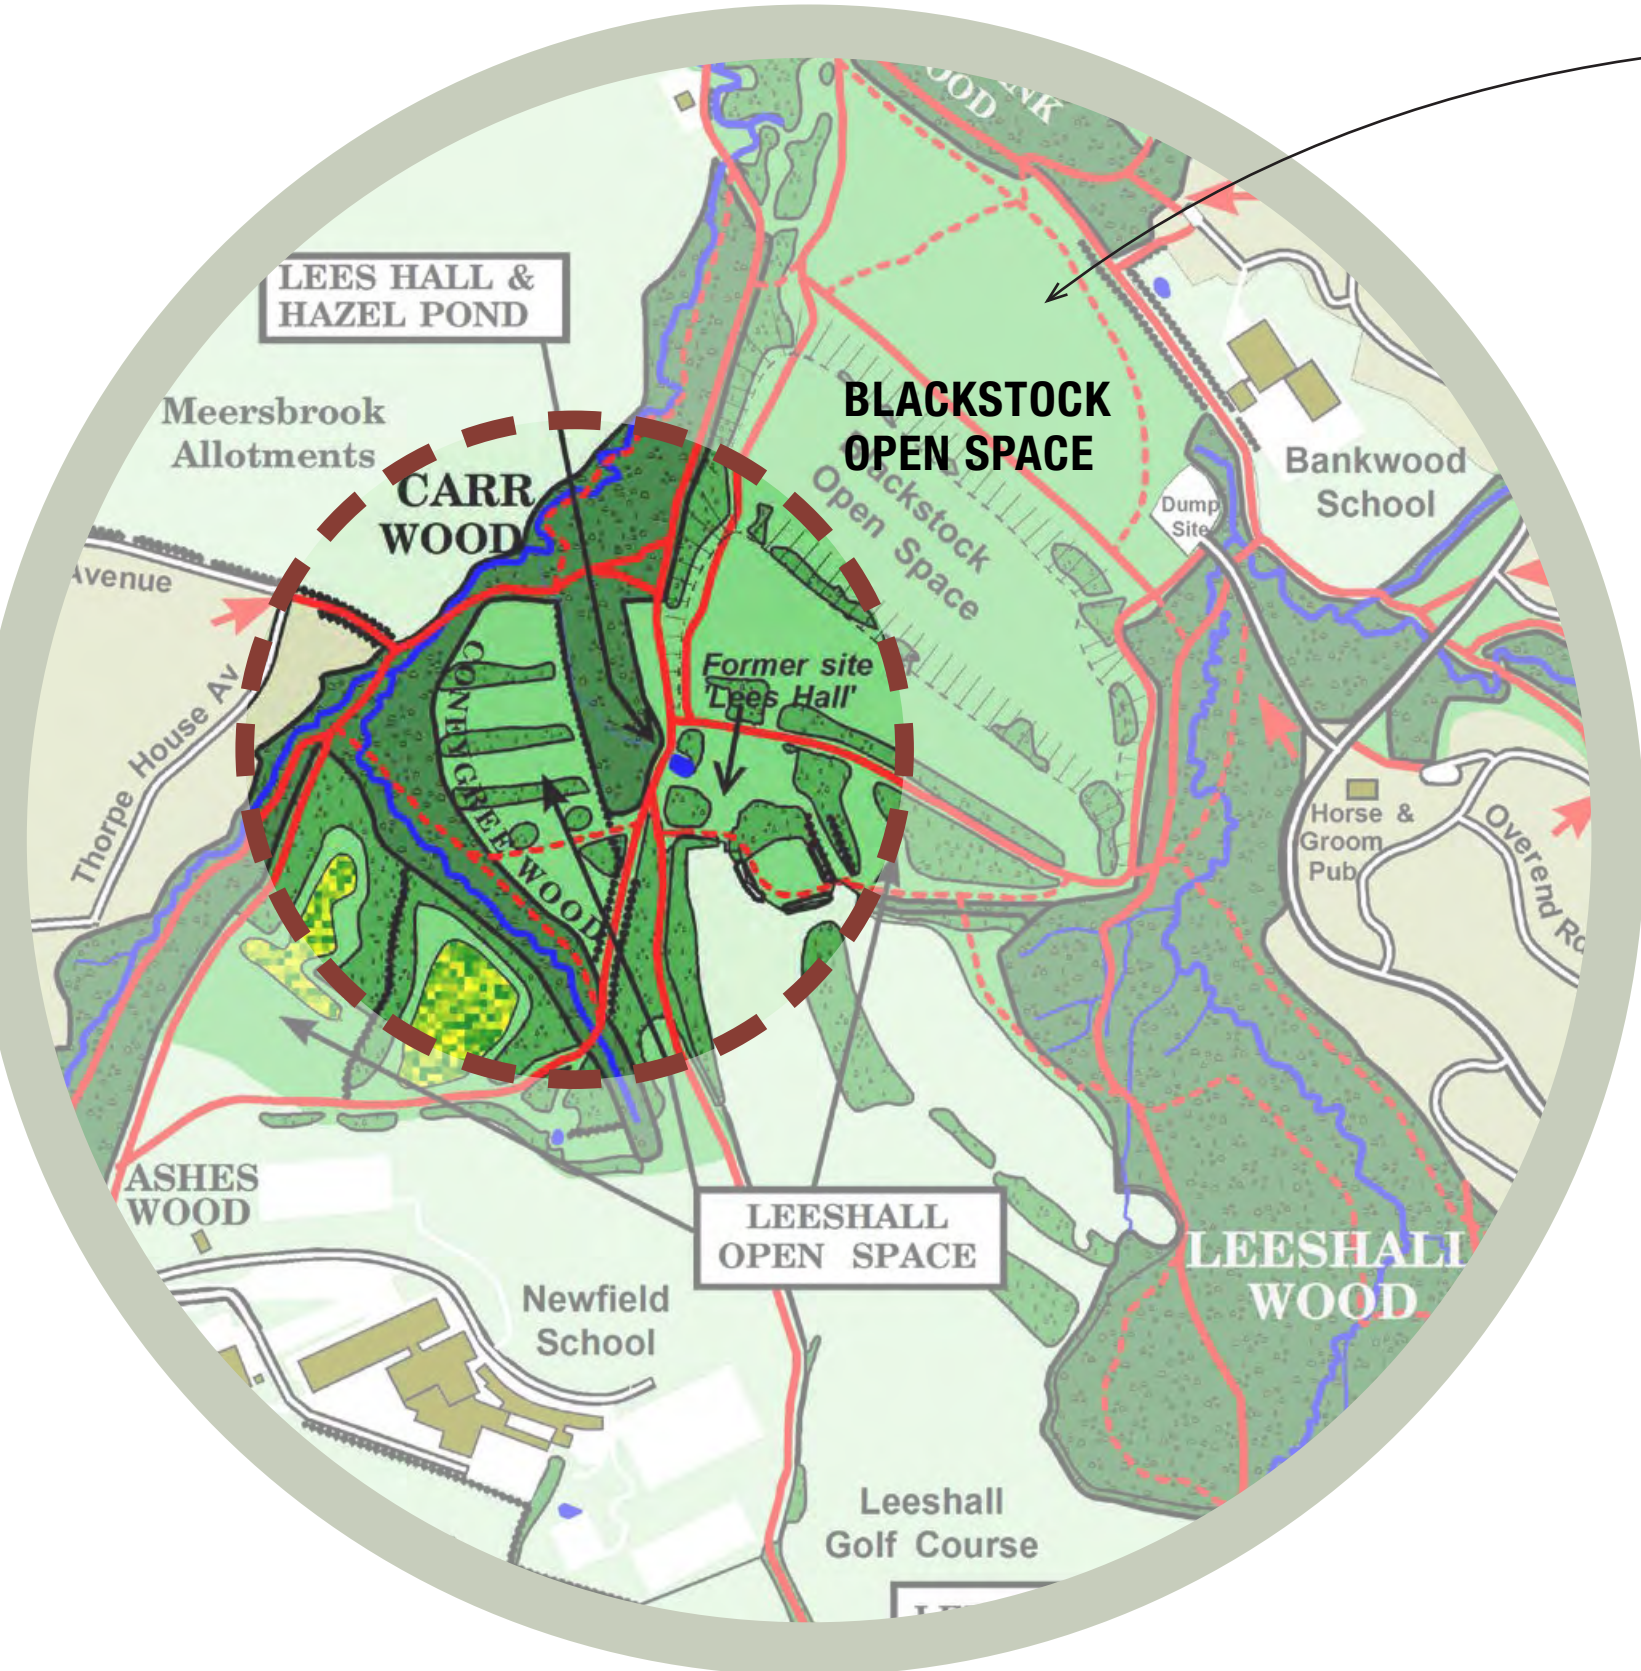 NK
OOD
LEES HALL &
HAZEL POND
Meersbrook
Allotments
BLACKSTOCK
OPEN SPACE
Blackstock
Open Space
CARR
WOOD
Bankwood
School
Dump
Site
Avenue
Thorpe House Av
Former site
'Lees Hall'
CONEYGREE WOOD
Horse &
Groom
Pub
Overend Rd
ASHES
WOOD
LEESHALL
OPEN SPACE
LEESHALL
WOOD
Newfield
School
Leeshall
Golf Course